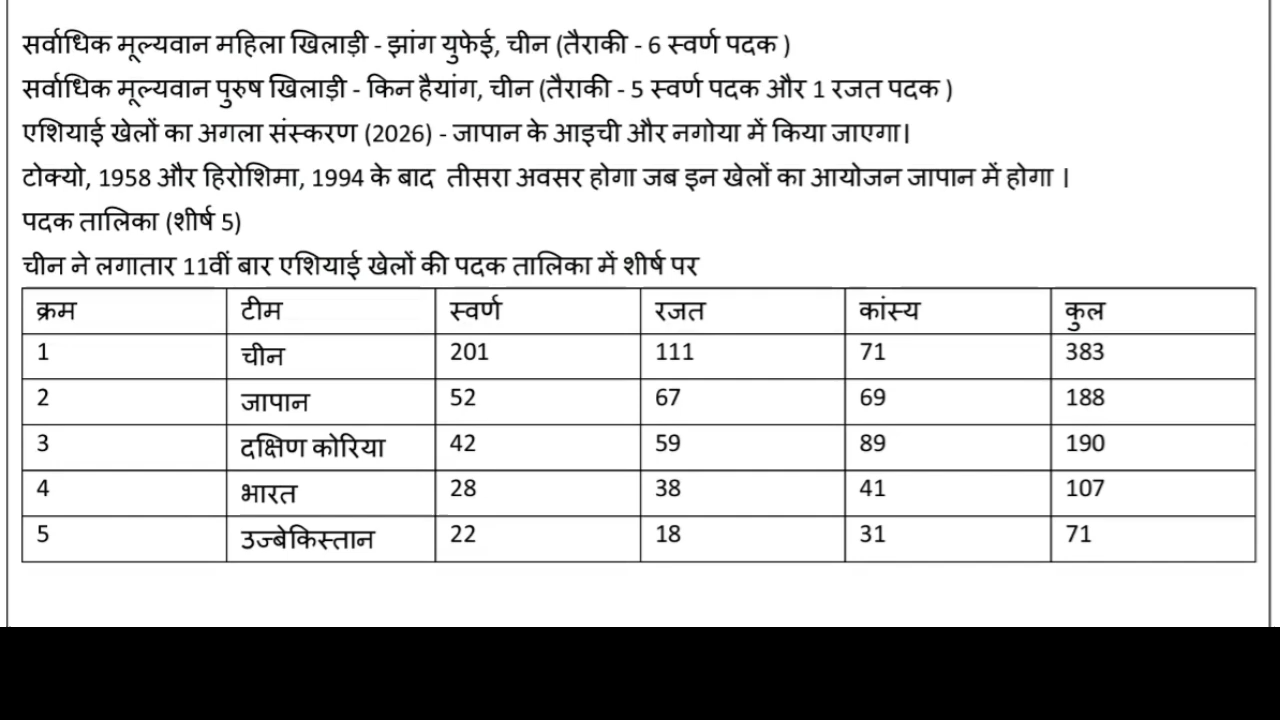 सर्वाधिक मूल्यवान महिला खिलाड़ी - झांग युफेई, चीन (तैराकी - 6 स्वर्ण पदक )
सर्वाधिक मूल्यवान पुरुष खिलाड़ी - किन हैयांग, चीन (तैराकी - 5 स्वर्ण पदक और 1 रजत पदक )
एशियाई खेलों का अगला संस्करण (2026) - जापान के आइची और नगोया में किया जाएगा।
टोक्यो, 1958 और हिरोशिमा, 1994 के बाद तीसरा अवसर होगा जब इन खेलों का आयोजन जापान में होगा ।
पदक तालिका (शीर्ष 5)
चीन ने लगातार 11वीं बार एशियाई खेलों की पदक तालिका में शीर्ष पर
क्रम टीम स्वर्ण रजत कांस्य कुल
1 चीन 201 111 71 383
2 जापान 52 67 69 188
3 दक्षिण कोरिया 42 59 89 190
4 भारत 28 38 41 107
5 उज्बेकिस्तान 22 18 31 71